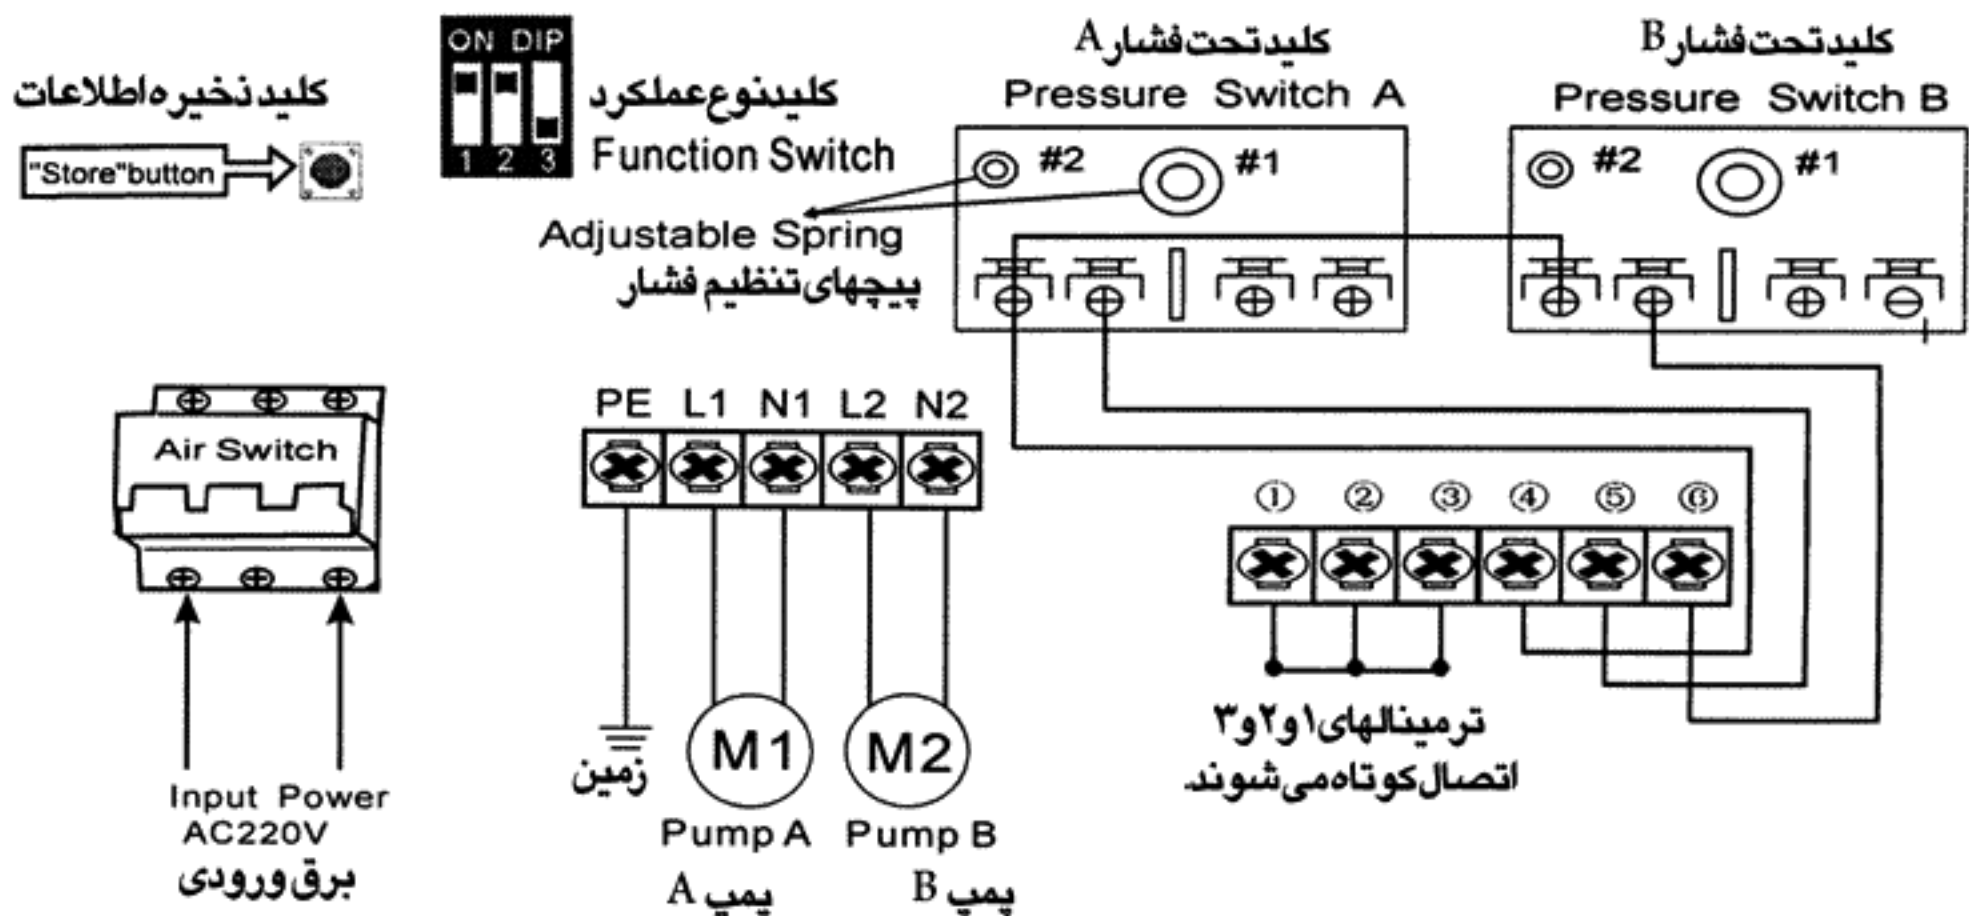 کلید ذخیره اطلاعات
"Store"button
ON DIP
1 2 3
کلید نوع عملکرد
Function Switch
کلید تحت فشار A
Pressure Switch A
#2 #1
کلید تحت فشار B
Pressure Switch B
#2 #1
Adjustable Spring
پیچهای تنظیم فشار
Air Switch
Input Power
AC220V
برق ورودی
PE L1 N1 L2 N2
زمین
M1 M2
Pump A Pump B
پمپ A پمپ B
① ② ③ ④ ⑤ ⑥
ترمینالهای ۱ و ۲ و ۳
اتصال کوتاه می شوند.